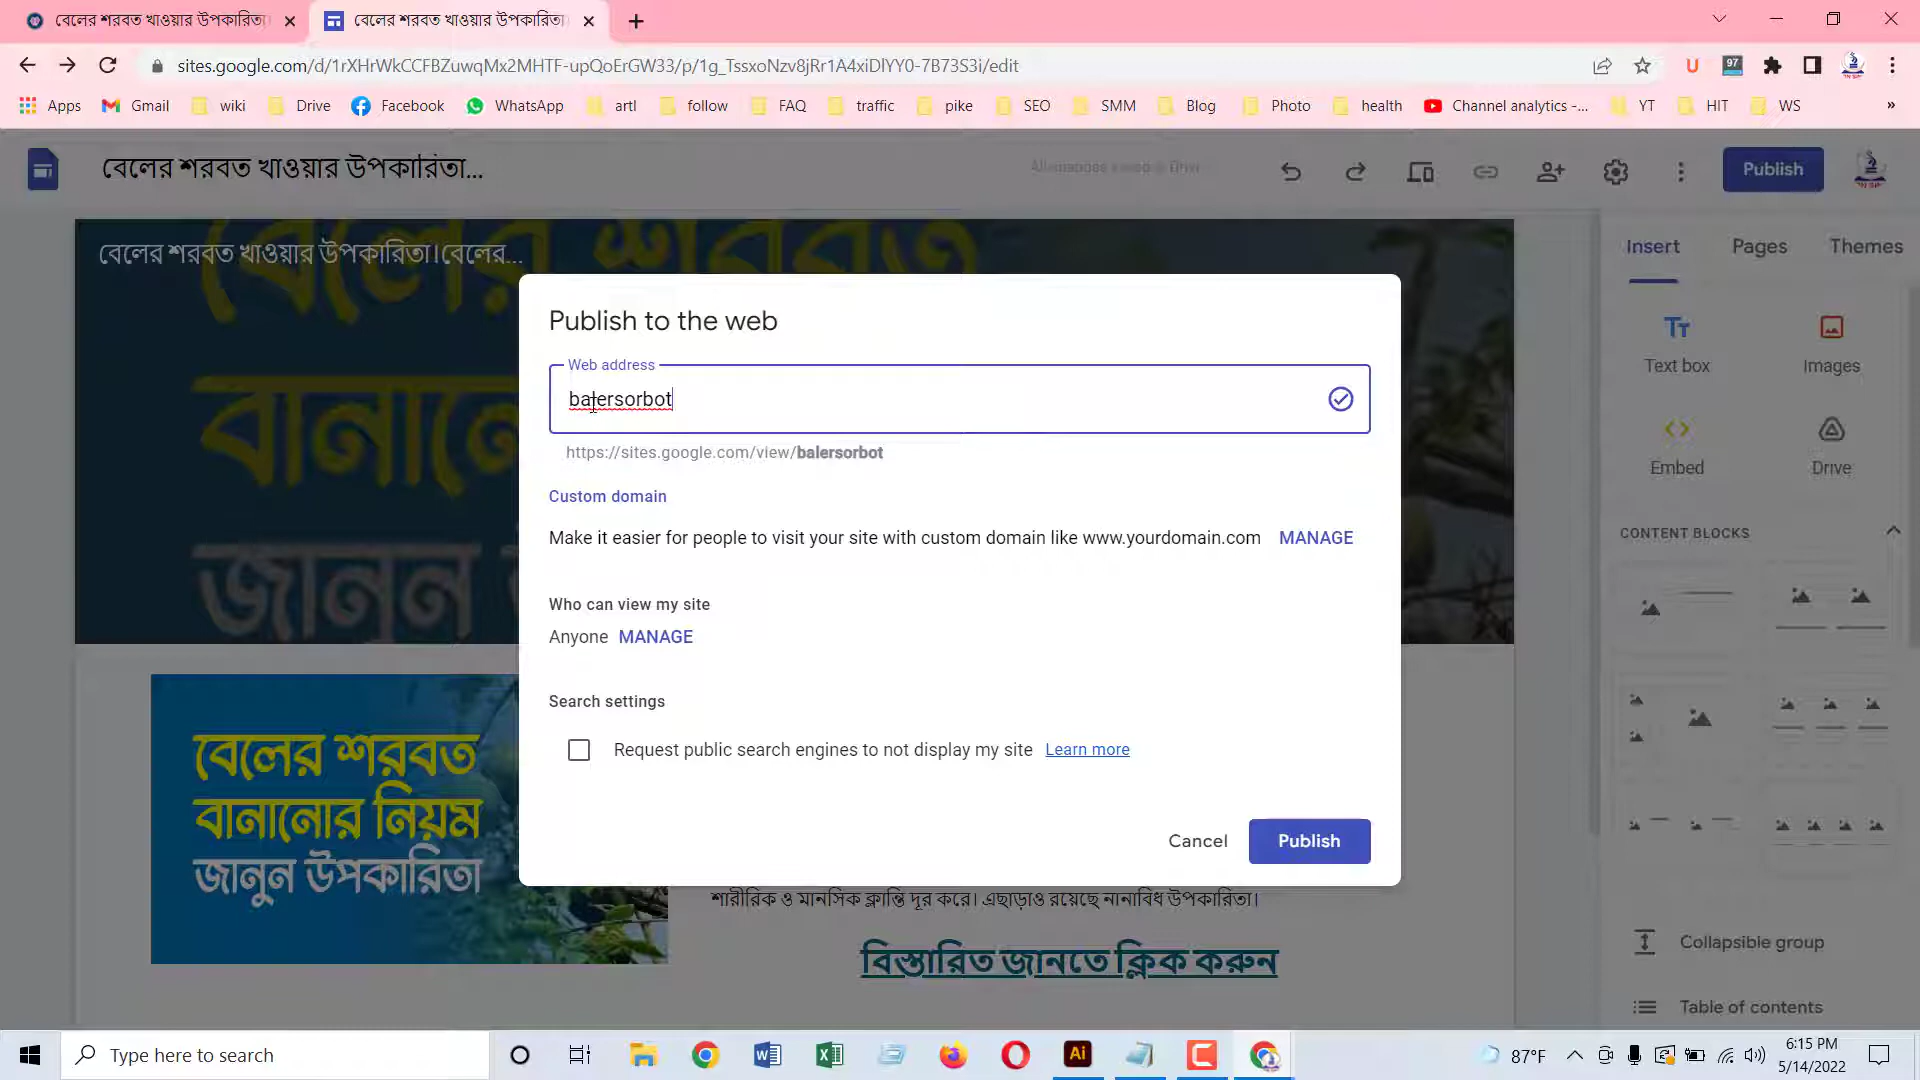 বেলের শরবত খাওয়ার উপকারিতা
বেলের শরবত খাওয়ার উপকারিতা
sites.google.com/d/1rXHrWkCCFBZuwqMx2MHTF-upQoErGW33/p/1g_TssxoNzv8jRr1A4xiDlYY0-7B73S3i/edit
97
Apps Gmail wiki Drive Facebook WhatsApp artl follow FAQ traffic pike SEO SMM Blog Photo health Channel analytics -... YT HIT WS »
বেলের শরবত খাওয়ার উপকারিতা...
Publish
বেলের শরবত খাওয়ার উপকারিতা।বেলের...
বেলের শরবত
জানুন
Insert Pages Themes
Text box Images
Embed Drive
CONTENT BLOCKS
Collapsible group
Table of contents
Publish to the web
Web address
balersorbot
https://sites.google.com/view/balersorbot
Custom domain
Make it easier for people to visit your site with custom domain like www.yourdomain.com MANAGE
Who can view my site
Anyone MANAGE
Search settings
Request public search engines to not display my site Learn more
Cancel Publish
বেলের শরবত
বানানোর নিয়ম
জানুন উপকারিতা
শারীরিক ও মানসিক ক্লান্তি দূর করে। এছাড়াও রয়েছে নানাবিধ উপকারিতা।
বিস্তারিত জানতে ক্লিক করুন
Type here to search
87°F
6:15 PM
5/14/2022